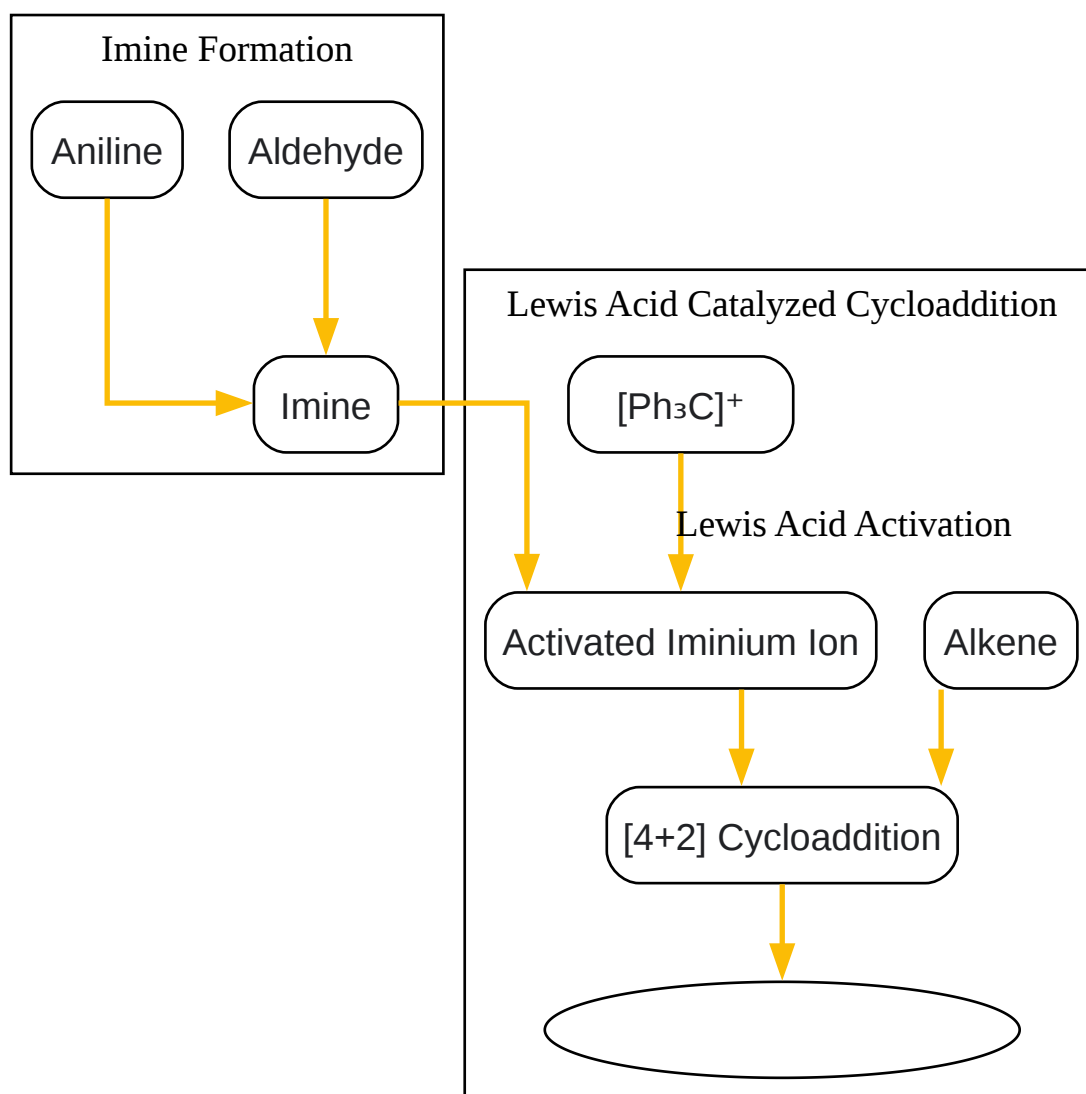 Imine Formation
Aniline
Aldehyde
Imine
Lewis Acid Catalyzed Cycloaddition
[Ph₃C]⁺
Lewis Acid Activation
Activated Iminium Ion
Alkene
[4+2] Cycloaddition